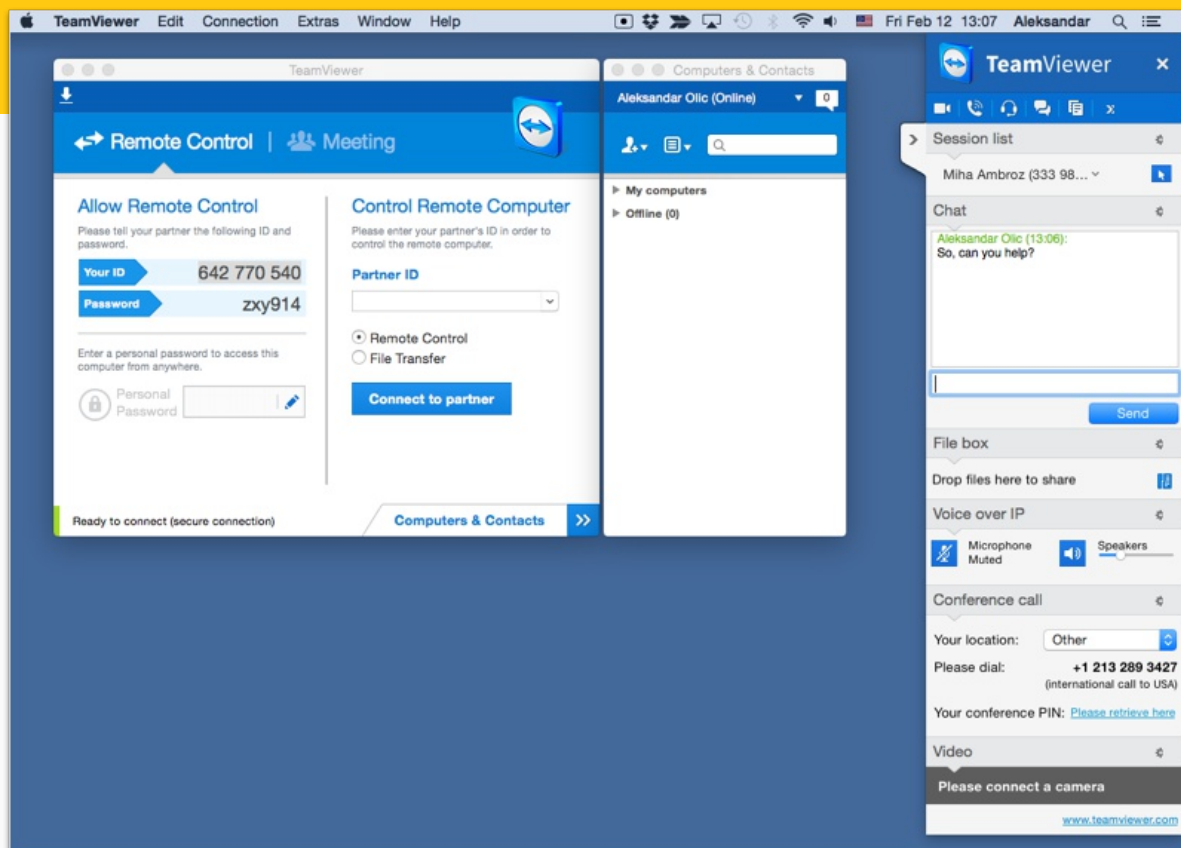 TeamViewer Edit Connection Extras Window Help
Fri Feb 12 13:07 Aleksandar
TeamViewer
Remote Control | Meeting
Allow Remote Control
Please tell your partner the following ID and
password.
Your ID 642 770 540
Password zxy914
Enter a personal password to access this
computer from anywhere.
Personal
Password
Control Remote Computer
Please enter your partner's ID in order to
control the remote computer.
Partner ID
Remote Control
File Transfer
Connect to partner
Ready to connect (secure connection)
Computers & Contacts
Computers & Contacts
Aleksandar Olic (Online) 0
My computers
Offline (0)
TeamViewer
Session list
Miha Ambroz (333 98...
Chat
Aleksandar Olic (13:06):
So, can you help?
Send
File box
Drop files here to share
Voice over IP
Microphone
Muted
Speakers
Conference call
Your location: Other
Please dial: +1 213 289 3427
(international call to USA)
Your conference PIN: Please retrieve here
Video
Please connect a camera
www.teamviewer.com